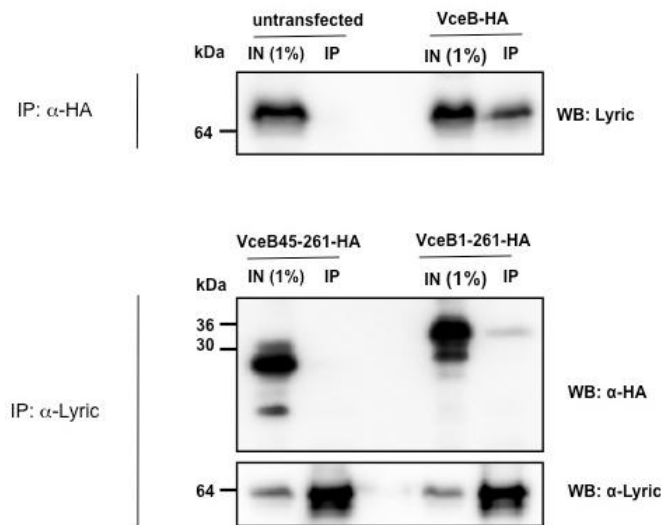 untransfected VceB-HA
kDa IN (1%) IP IN (1%) IP
IP: α-HA
64
WB: Lyric
VceB45-261-HA VceB1-261-HA
kDa IN (1%) IP IN (1%) IP
36
30
WB: α-HA
IP: α-Lyric
64
WB: α-Lyric